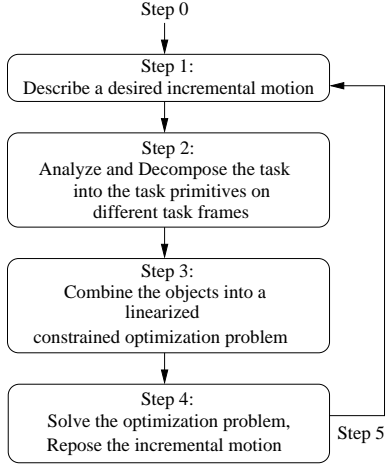 Step 0
Step 1:
Describe a desired incremental motion
Step 2:
Analyze and Decompose the task
into the task primitives on
different task frames
Step 3:
Combine the objects into a
linearized
constrained optimization problem
Step 4:
Solve the optimization problem,
Repose the incremental motion
Step 5